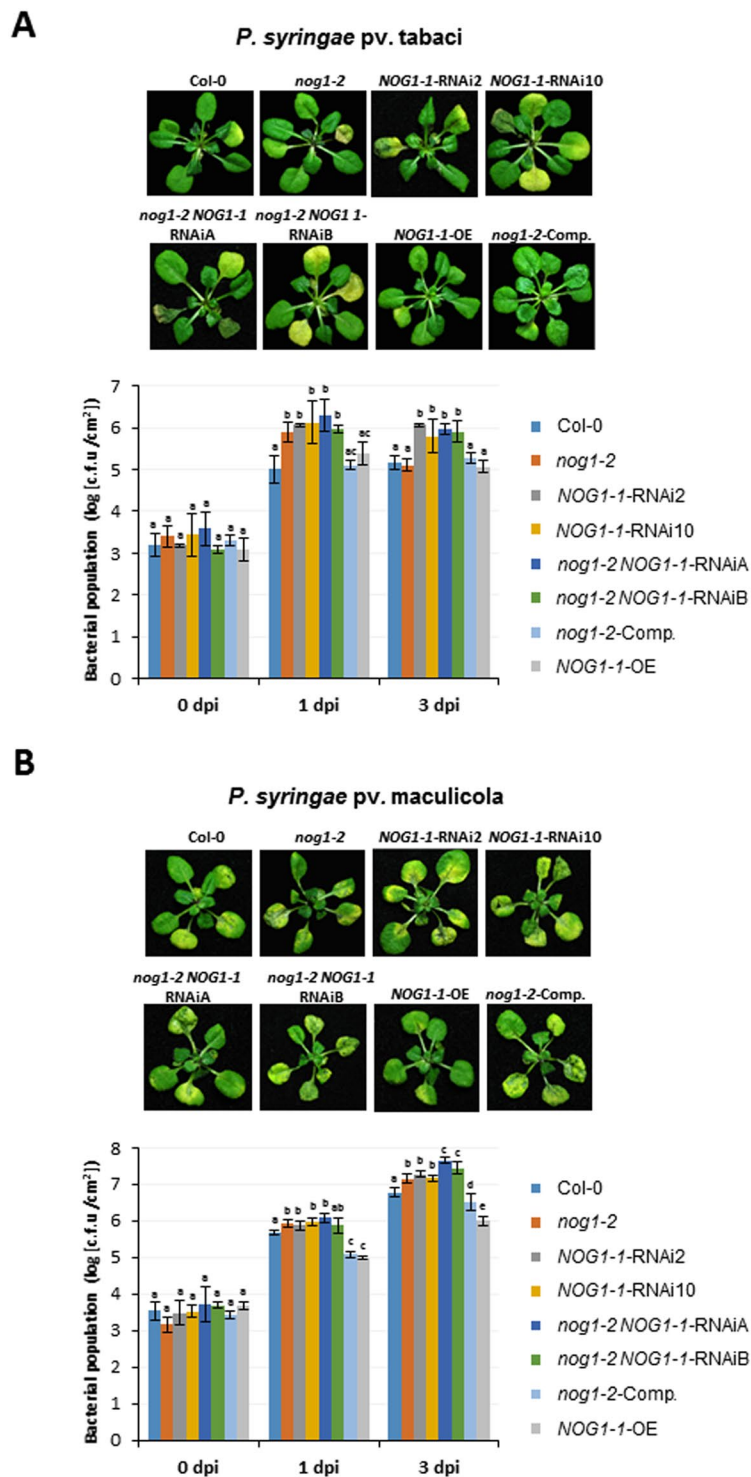 A
P. syringae pv. tabaci
Col-0 nog1-2 NOG1-1-RNAi2 NOG1-1-RNAi10
nog1-2 NOG1-1 nog1-2 NOG1 1-
RNAiA RNAiB NOG1-1-OE nog1-2-Comp.
Bacterial population (log [c.f.u /cm²])
7
6
5
4
3
2
1
0
a a a a a a a a
a b b b b b ac ac
a a b b b b a a
0 dpi 1 dpi 3 dpi
Col-0
nog1-2
NOG1-1-RNAi2
NOG1-1-RNAi10
nog1-2 NOG1-1-RNAiA
nog1-2 NOG1-1-RNAiB
nog1-2-Comp.
NOG1-1-OE
B
P. syringae pv. maculicola
Col-0 nog1-2 NOG1-1-RNAi2 NOG1-1-RNAi10
nog1-2 NOG1-1 nog1-2 NOG1-1
RNAiA RNAiB NOG1-1-OE nog1-2-Comp.
Bacterial population (log [c.f.u /cm²])
8
7
6
5
4
3
2
1
0
a a a a a a a a
a b b b b ab c c
a b b b c c d e
0 dpi 1 dpi 3 dpi
Col-0
nog1-2
NOG1-1-RNAi2
NOG1-1-RNAi10
nog1-2 NOG1-1-RNAiA
nog1-2 NOG1-1-RNAiB
nog1-2-Comp.
NOG1-1-OE